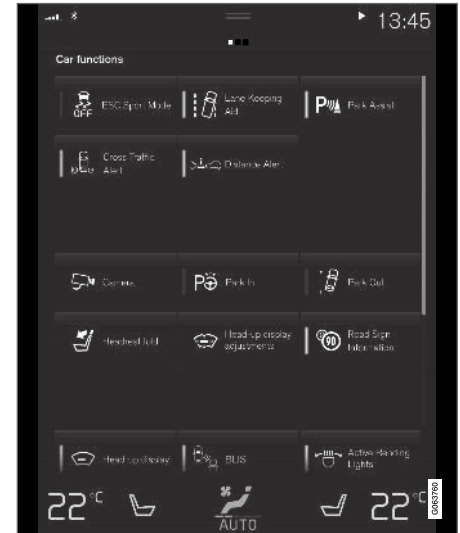 13:45
Car functions
OFF
ESC Sport Mode
Lane Keeping
Aid
P
Park Assist
Cross Traffic
Alert
Distance Alert
Camera
P
Park In
Park Out
Headrest fold
Head-up display
adjustments
90
Road Sign
Information
Head-up display
BLIS
Active Bending
Lights
22°C
AUTO
22°C
G063760